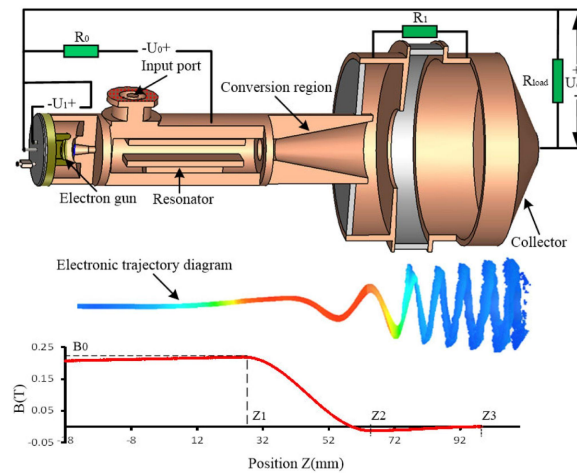 R₁
R₀
-U₀+
Input port
Conversion region
Rload
-U₁+
Electron gun
Resonator
Collector
Electronic trajectory diagram
0.25
B0
0.15
B(T)
0.05
Z1
Z2
Z3
-0.05
-8
12
32
52
72
92
Position Z(mm)